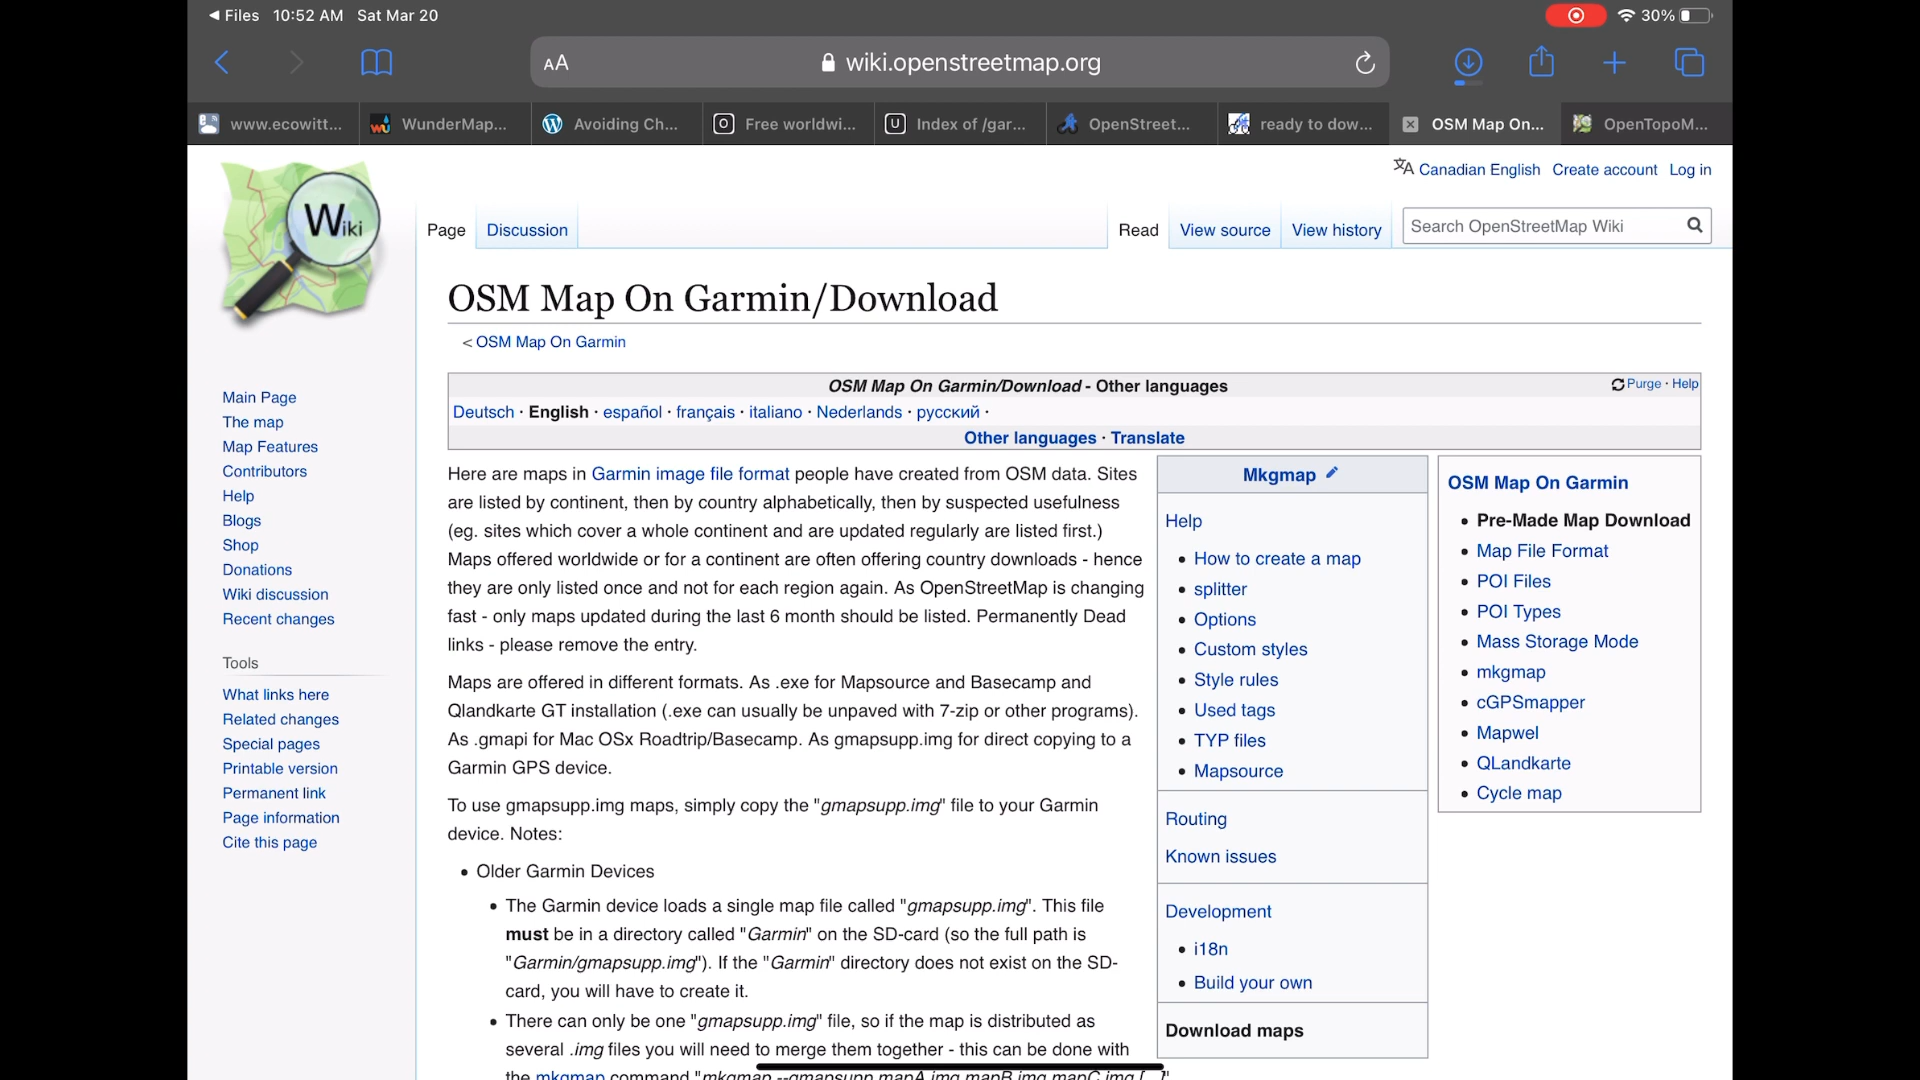 Files 10:52 AM Sat Mar 20
30%
AA wiki.openstreetmap.org
www.ecowitt...
WunderMap...
Avoiding Ch...
Free worldwi...
Index of /gar...
OpenStreet...
ready to dow...
OSM Map On...
OpenTopoM...
Canadian English Create account Log in
Wiki
Page Discussion Read View source View history Search OpenStreetMap Wiki
OSM Map On Garmin/Download
< OSM Map On Garmin
OSM Map On Garmin/Download - Other languages
Purge · Help
Deutsch · English · español · français · italiano · Nederlands · русский ·
Other languages · Translate
Main Page
The map
Map Features
Contributors
Help
Blogs
Shop
Donations
Wiki discussion
Recent changes
Tools
What links here
Related changes
Special pages
Printable version
Permanent link
Page information
Cite this page
Here are maps in Garmin image file format people have created from OSM data. Sites
are listed by continent, then by country alphabetically, then by suspected usefulness
(eg. sites which cover a whole continent and are updated regularly are listed first.)
Maps offered worldwide or for a continent are often offering country downloads - hence
they are only listed once and not for each region again. As OpenStreetMap is changing
fast - only maps updated during the last 6 month should be listed. Permanently Dead
links - please remove the entry.
Maps are offered in different formats. As .exe for Mapsource and Basecamp and
Qlandkarte GT installation (.exe can usually be unpaved with 7-zip or other programs).
As .gmapi for Mac OSx Roadtrip/Basecamp. As gmapsupp.img for direct copying to a
Garmin GPS device.
To use gmapsupp.img maps, simply copy the "gmapsupp.img" file to your Garmin
device. Notes:
• Older Garmin Devices
• The Garmin device loads a single map file called "gmapsupp.img". This file
must be in a directory called "Garmin" on the SD-card (so the full path is
"Garmin/gmapsupp.img"). If the "Garmin" directory does not exist on the SD-
card, you will have to create it.
• There can only be one "gmapsupp.img" file, so if the map is distributed as
several .img files you will need to merge them together - this can be done with
the mkgmap command "mkgmap --gmapsupp mapA.img mapB.img mapC.img [...]"
Mkgmap
Help
• How to create a map
• splitter
• Options
• Custom styles
• Style rules
• Used tags
• TYP files
• Mapsource
Routing
Known issues
Development
• i18n
• Build your own
Download maps
OSM Map On Garmin
• Pre-Made Map Download
• Map File Format
• POI Files
• POI Types
• Mass Storage Mode
• mkgmap
• cGPSmapper
• Mapwel
• QLandkarte
• Cycle map